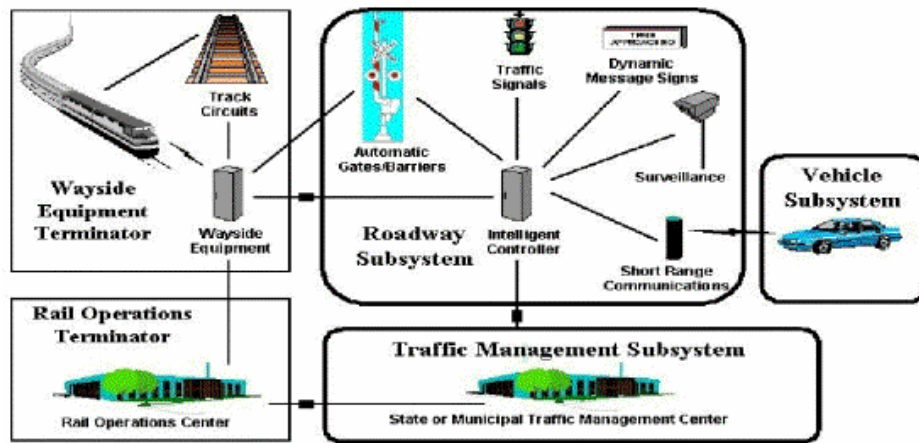 Track
Circuits
Wayside
Equipment
Terminator
Wayside
Equipment
Automatic
Gates/Barriers
Traffic
Signals
TRAIN
APPROACHING
Dynamic
Message Signs
Surveillance
Roadway
Subsystem
Intelligent
Controller
Short Range
Communications
Vehicle
Subsystem
Rail Operations
Terminator
Rail Operations Center
Traffic Management Subsystem
State or Municipal Traffic Management Center